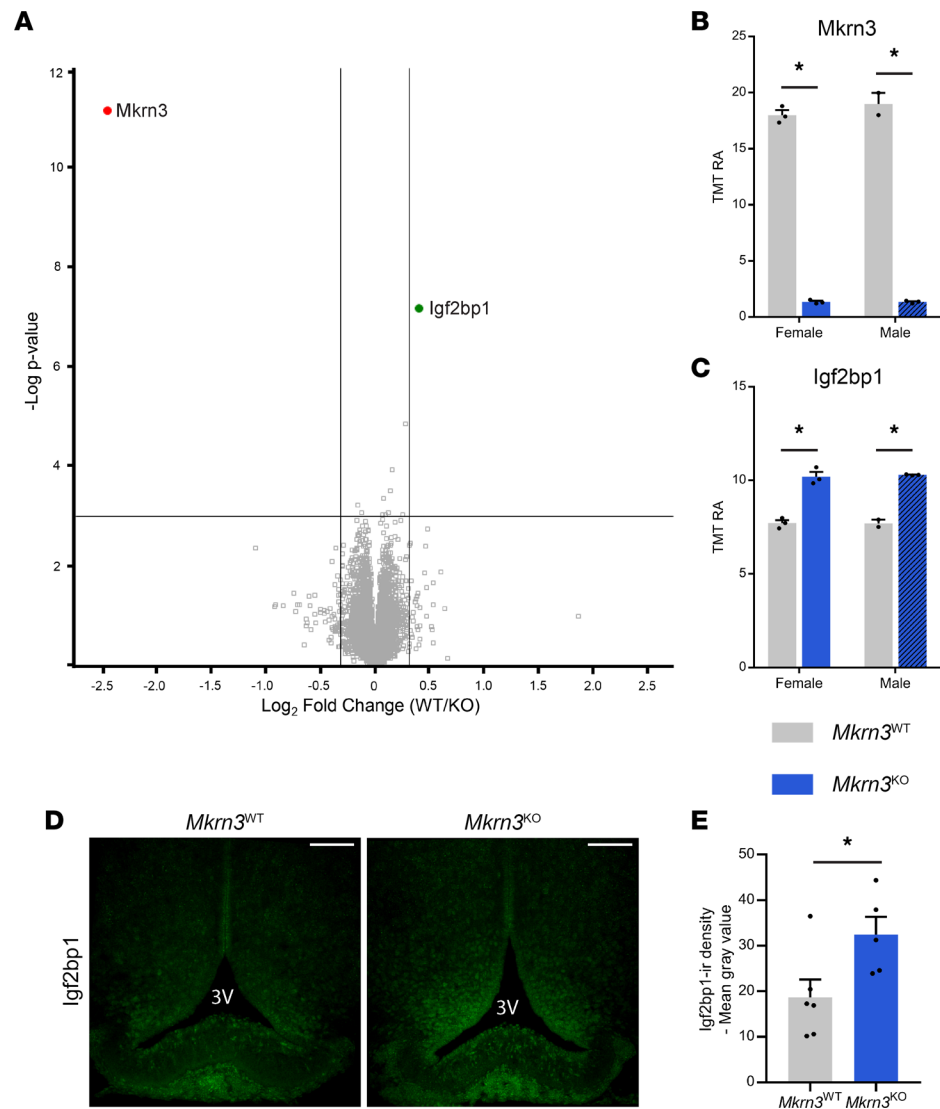 A
12
10
8
6
4
2
-Log p-value
Mkrn3
Igf2bp1
-2.5 -2.0 -1.5 -1.0 -0.5 0 0.5 1.0 1.5 2.0 2.5
Log2 Fold Change (WT/KO)
B
Mkrn3
25
20
15
10
5
0
TMT RA
*
*
Female Male
C
Igf2bp1
15
10
5
0
TMT RA
*
*
Female Male
Mkrn3WT
Mkrn3KO
D
Mkrn3WT
Mkrn3KO
Igf2bp1
3V
3V
E
50
40
30
20
10
0
Igf2bp1-ir density
- Mean gray value
*
Mkrn3WT Mkrn3KO